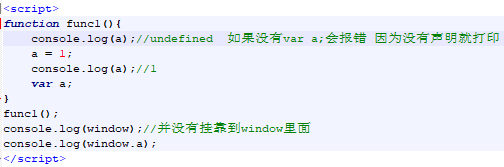 <script>
function func1(){
console.log(a);//undefined 如果没有var a;会报错 因为没有声明就打印
a = 1;
console.log(a);//1
var a;
}
func1();
console.log(window);//并没有挂靠到window里面
console.log(window.a);
</script>